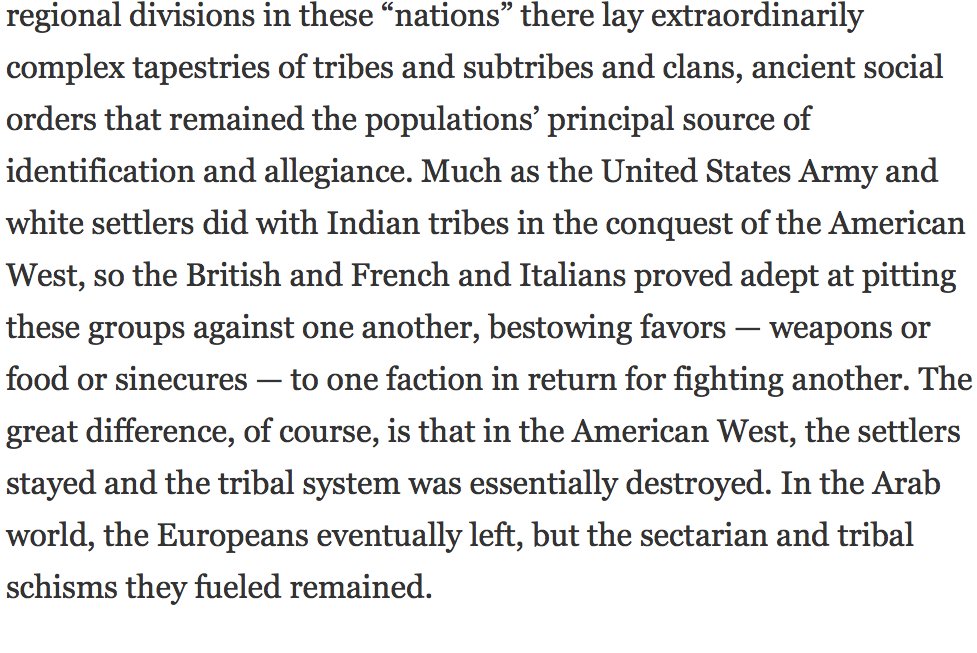 regional divisions in these “nations” there lay extraordinarily
complex tapestries of tribes and subtribes and clans, ancient social
orders that remained the populations’ principal source of
identification and allegiance. Much as the United States Army and
white settlers did with Indian tribes in the conquest of the American
West, so the British and French and Italians proved adept at pitting
these groups against one another, bestowing favors — weapons or
food or sinecures — to one faction in return for fighting another. The
great difference, of course, is that in the American West, the settlers
stayed and the tribal system was essentially destroyed. In the Arab
world, the Europeans eventually left, but the sectarian and tribal
schisms they fueled remained.